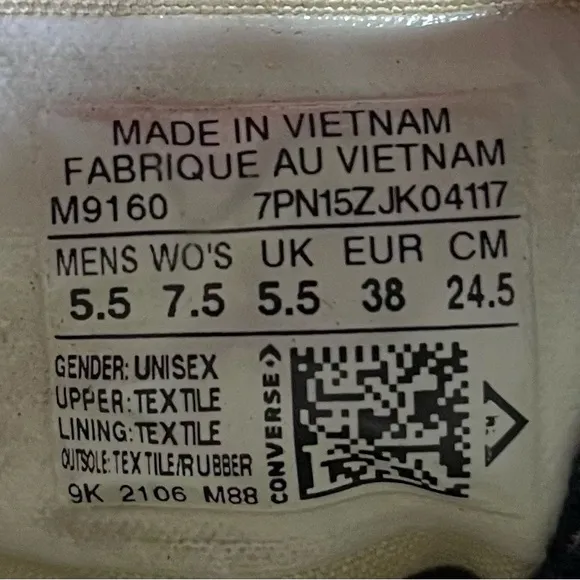 MADE IN VIETNAM
FABRIQUE AU VIETNAM
M9160 7PN15ZJK04117
MENS WO'S UK EUR CM
5.5 7.5 5.5 38 24.5
GENDER: UNISEX
UPPER: TEXTILE
LINING: TEXTILE
OUTSOLE: TEXTILE/RUBBER
9K 2106 M88
CONVERSE